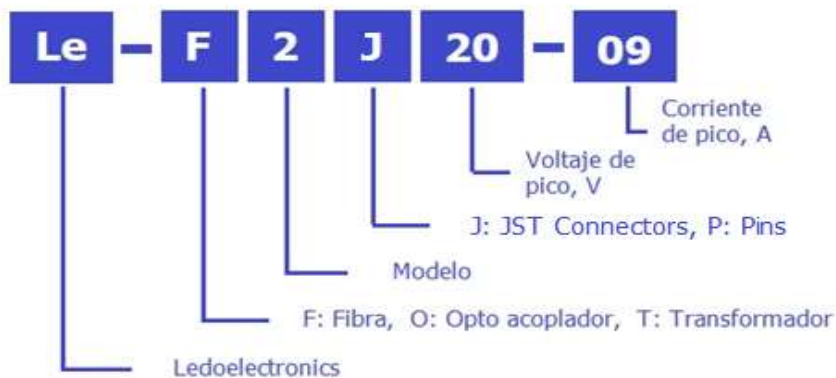 Le - F 2 J 20 - 09
Corriente
de pico, A
Voltaje de
pico, V
J: JST Connectors, P: Pins
Modelo
F: Fibra, O: Opto acoplador, T: Transformador
Ledoelectronics